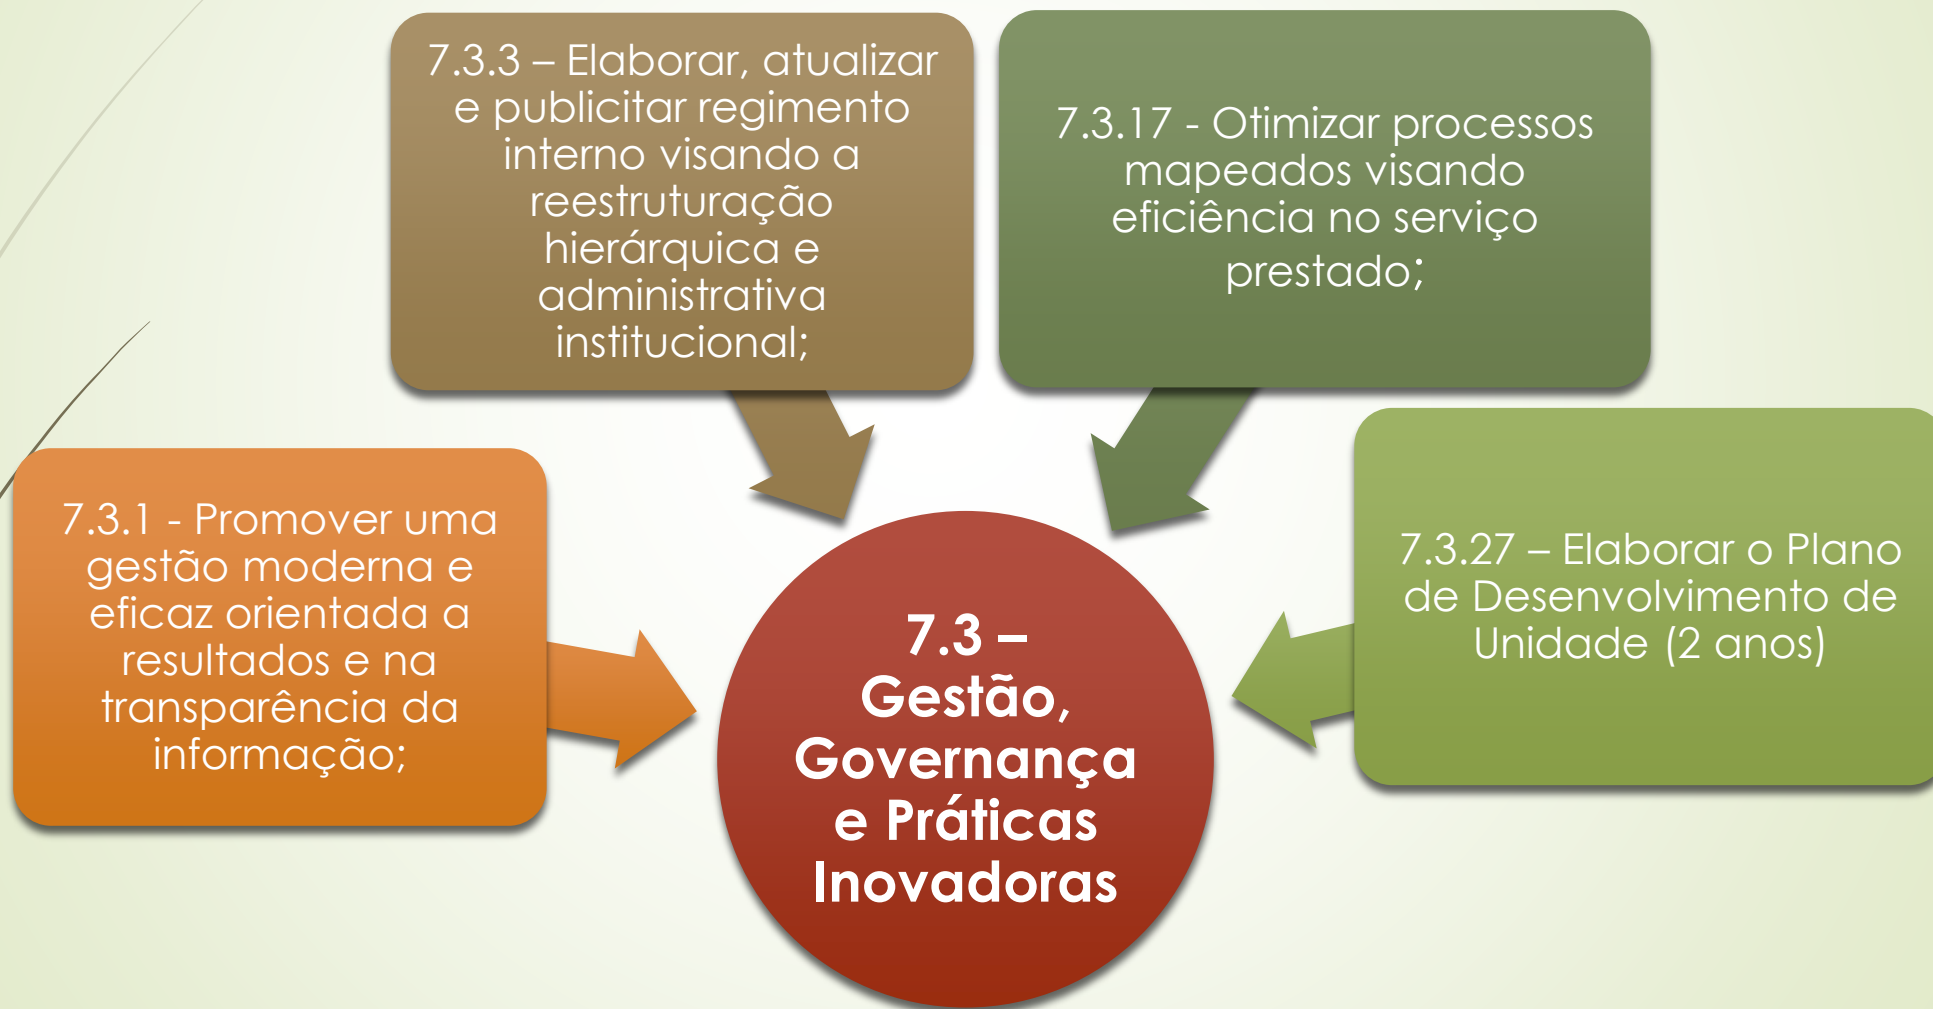 7.3.3 – Elaborar, atualizar
e publicitar regimento
interno visando a
reestruturação
hierárquica e
administrativa
institucional;
7.3.17 - Otimizar processos
mapeados visando
eficiência no serviço
prestado;
7.3.1 - Promover uma
gestão moderna e
eficaz orientada a
resultados e na
transparência da
informação;
7.3.27 – Elaborar o Plano
de Desenvolvimento de
Unidade (2 anos)
7.3 –
Gestão,
Governança
e Práticas
Inovadoras